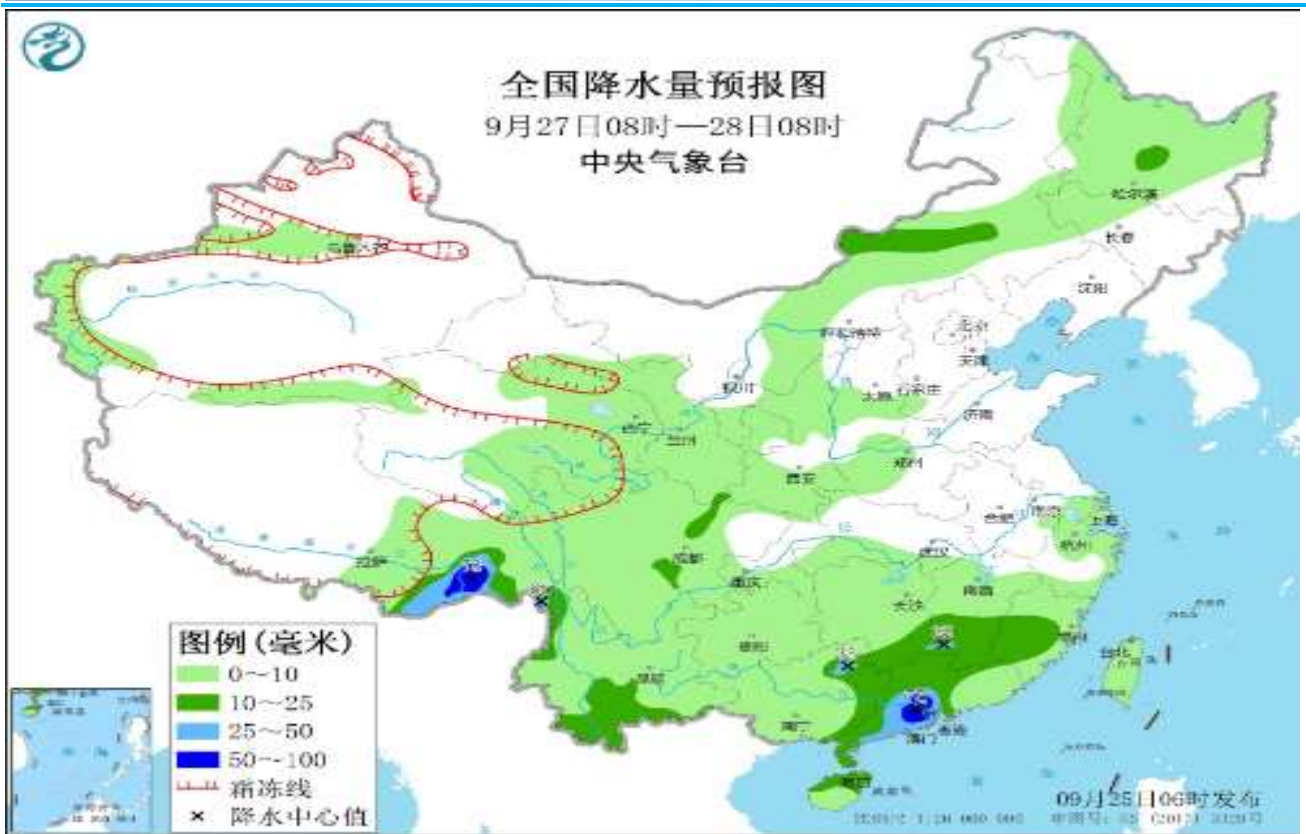 全国降水量预报图
9月27日08时—28日08时
中央气象台
哈尔滨
长春
沈阳
乌鲁木齐
呼和浩特
北京
天津
银川
太原
石家庄
济南
西宁
兰州
西安
郑州
合肥
南京
上海
杭州
拉萨
成都
重庆
武汉
南昌
长沙
贵阳
福州
台北
昆明
南宁
澳门
香港
海口
图例(毫米)
0～10
10～25
25～50
50～100
霜冻线
降水中心值
09月25日06时发布